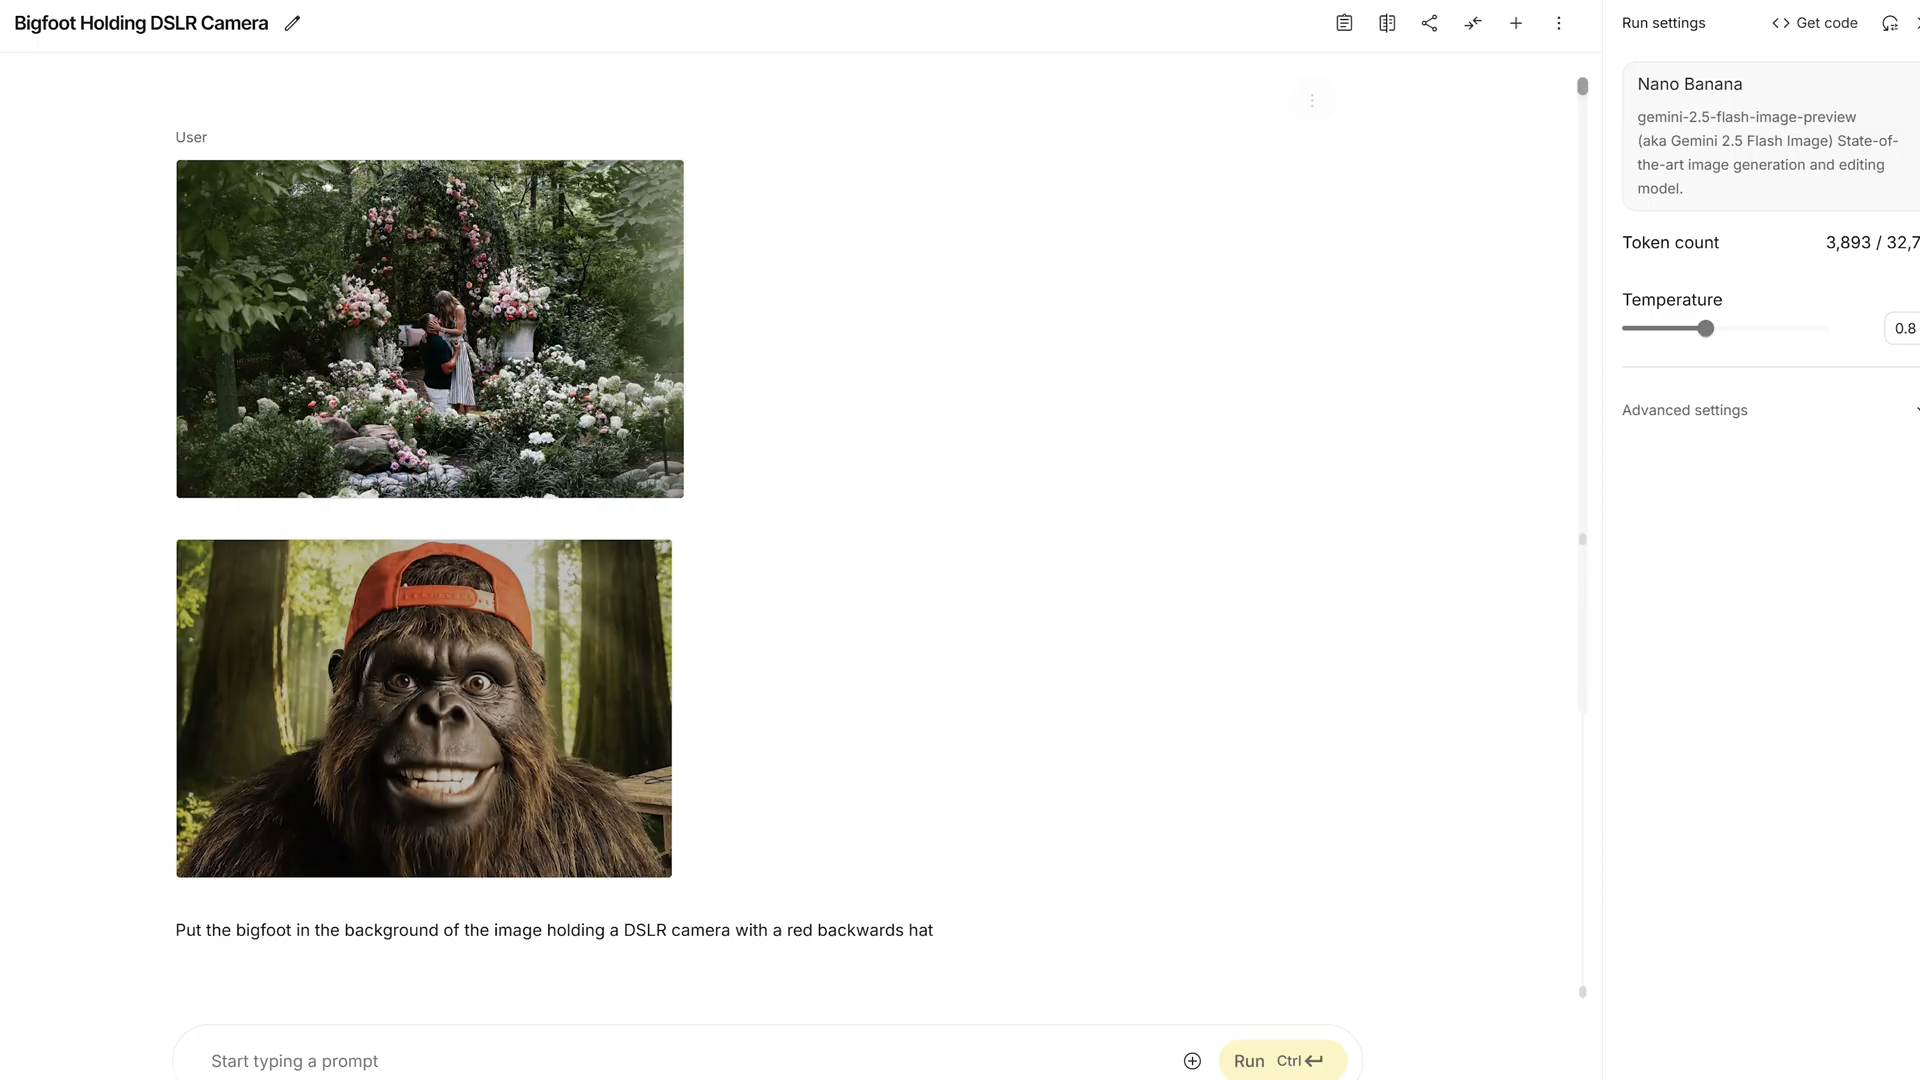 Bigfoot Holding DSLR Camera
User
Put the bigfoot in the background of the image holding a DSLR camera with a red backwards hat
Start typing a prompt
Run Ctrl
Run settings
Get code
Nano Banana
gemini-2.5-flash-image-preview
(aka Gemini 2.5 Flash Image) State-of-
the-art image generation and editing
model.
Token count 3,893 / 32,7
Temperature
0.8
Advanced settings